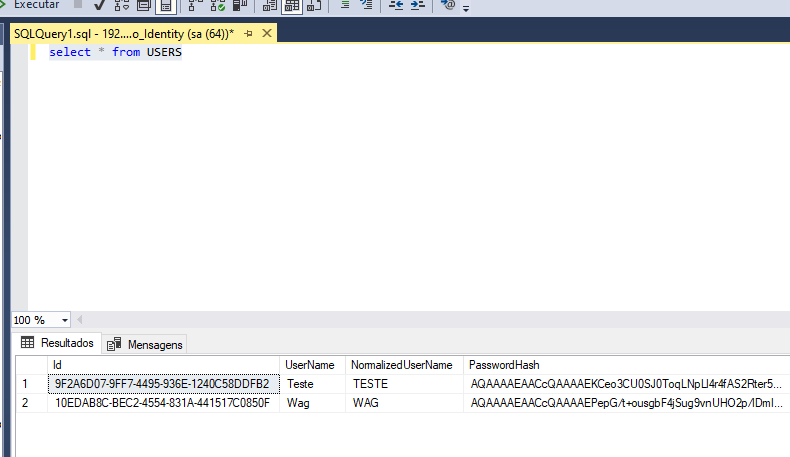 Executar
SQLQuery1.sql - 192....o_Identity (sa (64))*
select * from USERS
100 %
Resultados Mensagens
Id UserName NormalizedUserName PasswordHash
1 9F2A6D07-9FF7-4495-936E-1240C58DDFB2 Teste TESTE AQAAAAEAACcQAAAAEKCeo3CU0SJ0ToqLNpLl4r4fAS2Rter5...
2 10EDAB8C-BEC2-4554-831A-441517C0850F Wag WAG AQAAAAEAACcQAAAAEPepG/t+ousgbF4jSug9vnUHO2p/IDml...